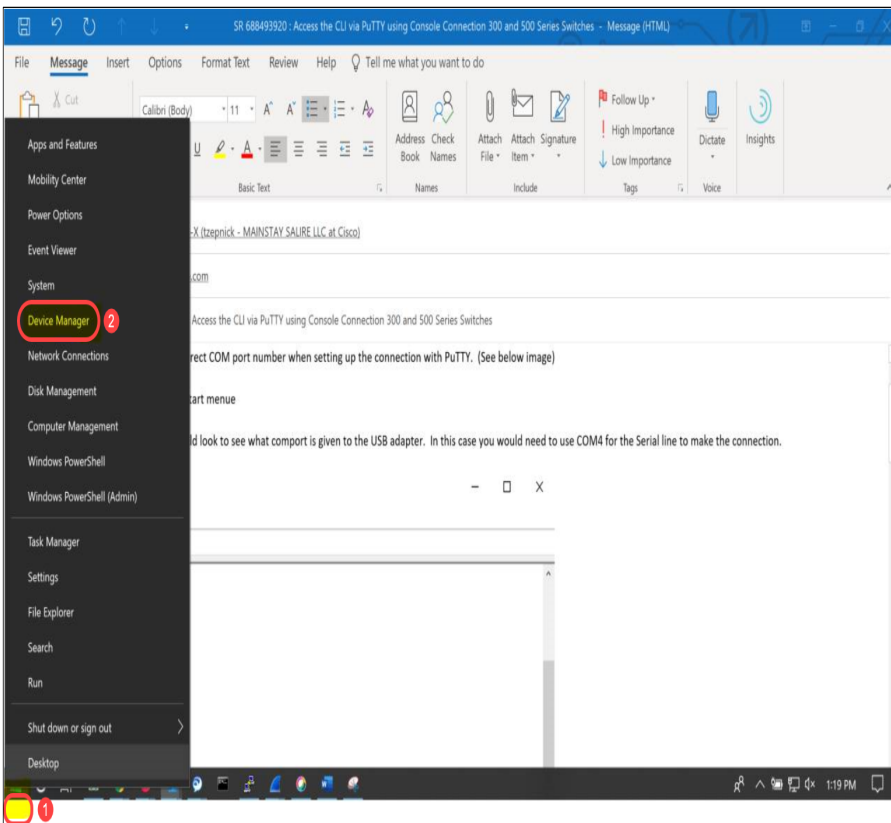 SR 688493920 : Access the CLI via PuTTY using Console Connection 300 and 500 Series Switches - Message (HTML)
File Message Insert Options Format Text Review Help Tell me what you want to do
Cut
Calibri (Body) 11
Address Book
Check Names
Attach File
Attach Item
Signature
Follow Up
High Importance
Low Importance
Dictate
Insights
Basic Text Names Include Tags Voice
Apps and Features
Mobility Center
Power Options
Event Viewer
System
Device Manager 2
Network Connections
Disk Management
Computer Management
Windows PowerShell
Windows PowerShell (Admin)
Task Manager
Settings
File Explorer
Search
Run
Shut down or sign out
Desktop
-X (tzepnick - MAINSTAY SALIRE LLC at Cisco)
.com
Access the CLI via PuTTY using Console Connection 300 and 500 Series Switches
rect COM port number when setting up the connection with PuTTY. (See below image)
tart menue
ld look to see what comport is given to the USB adapter. In this case you would need to use COM4 for the Serial line to make the connection.
1:19 PM
1